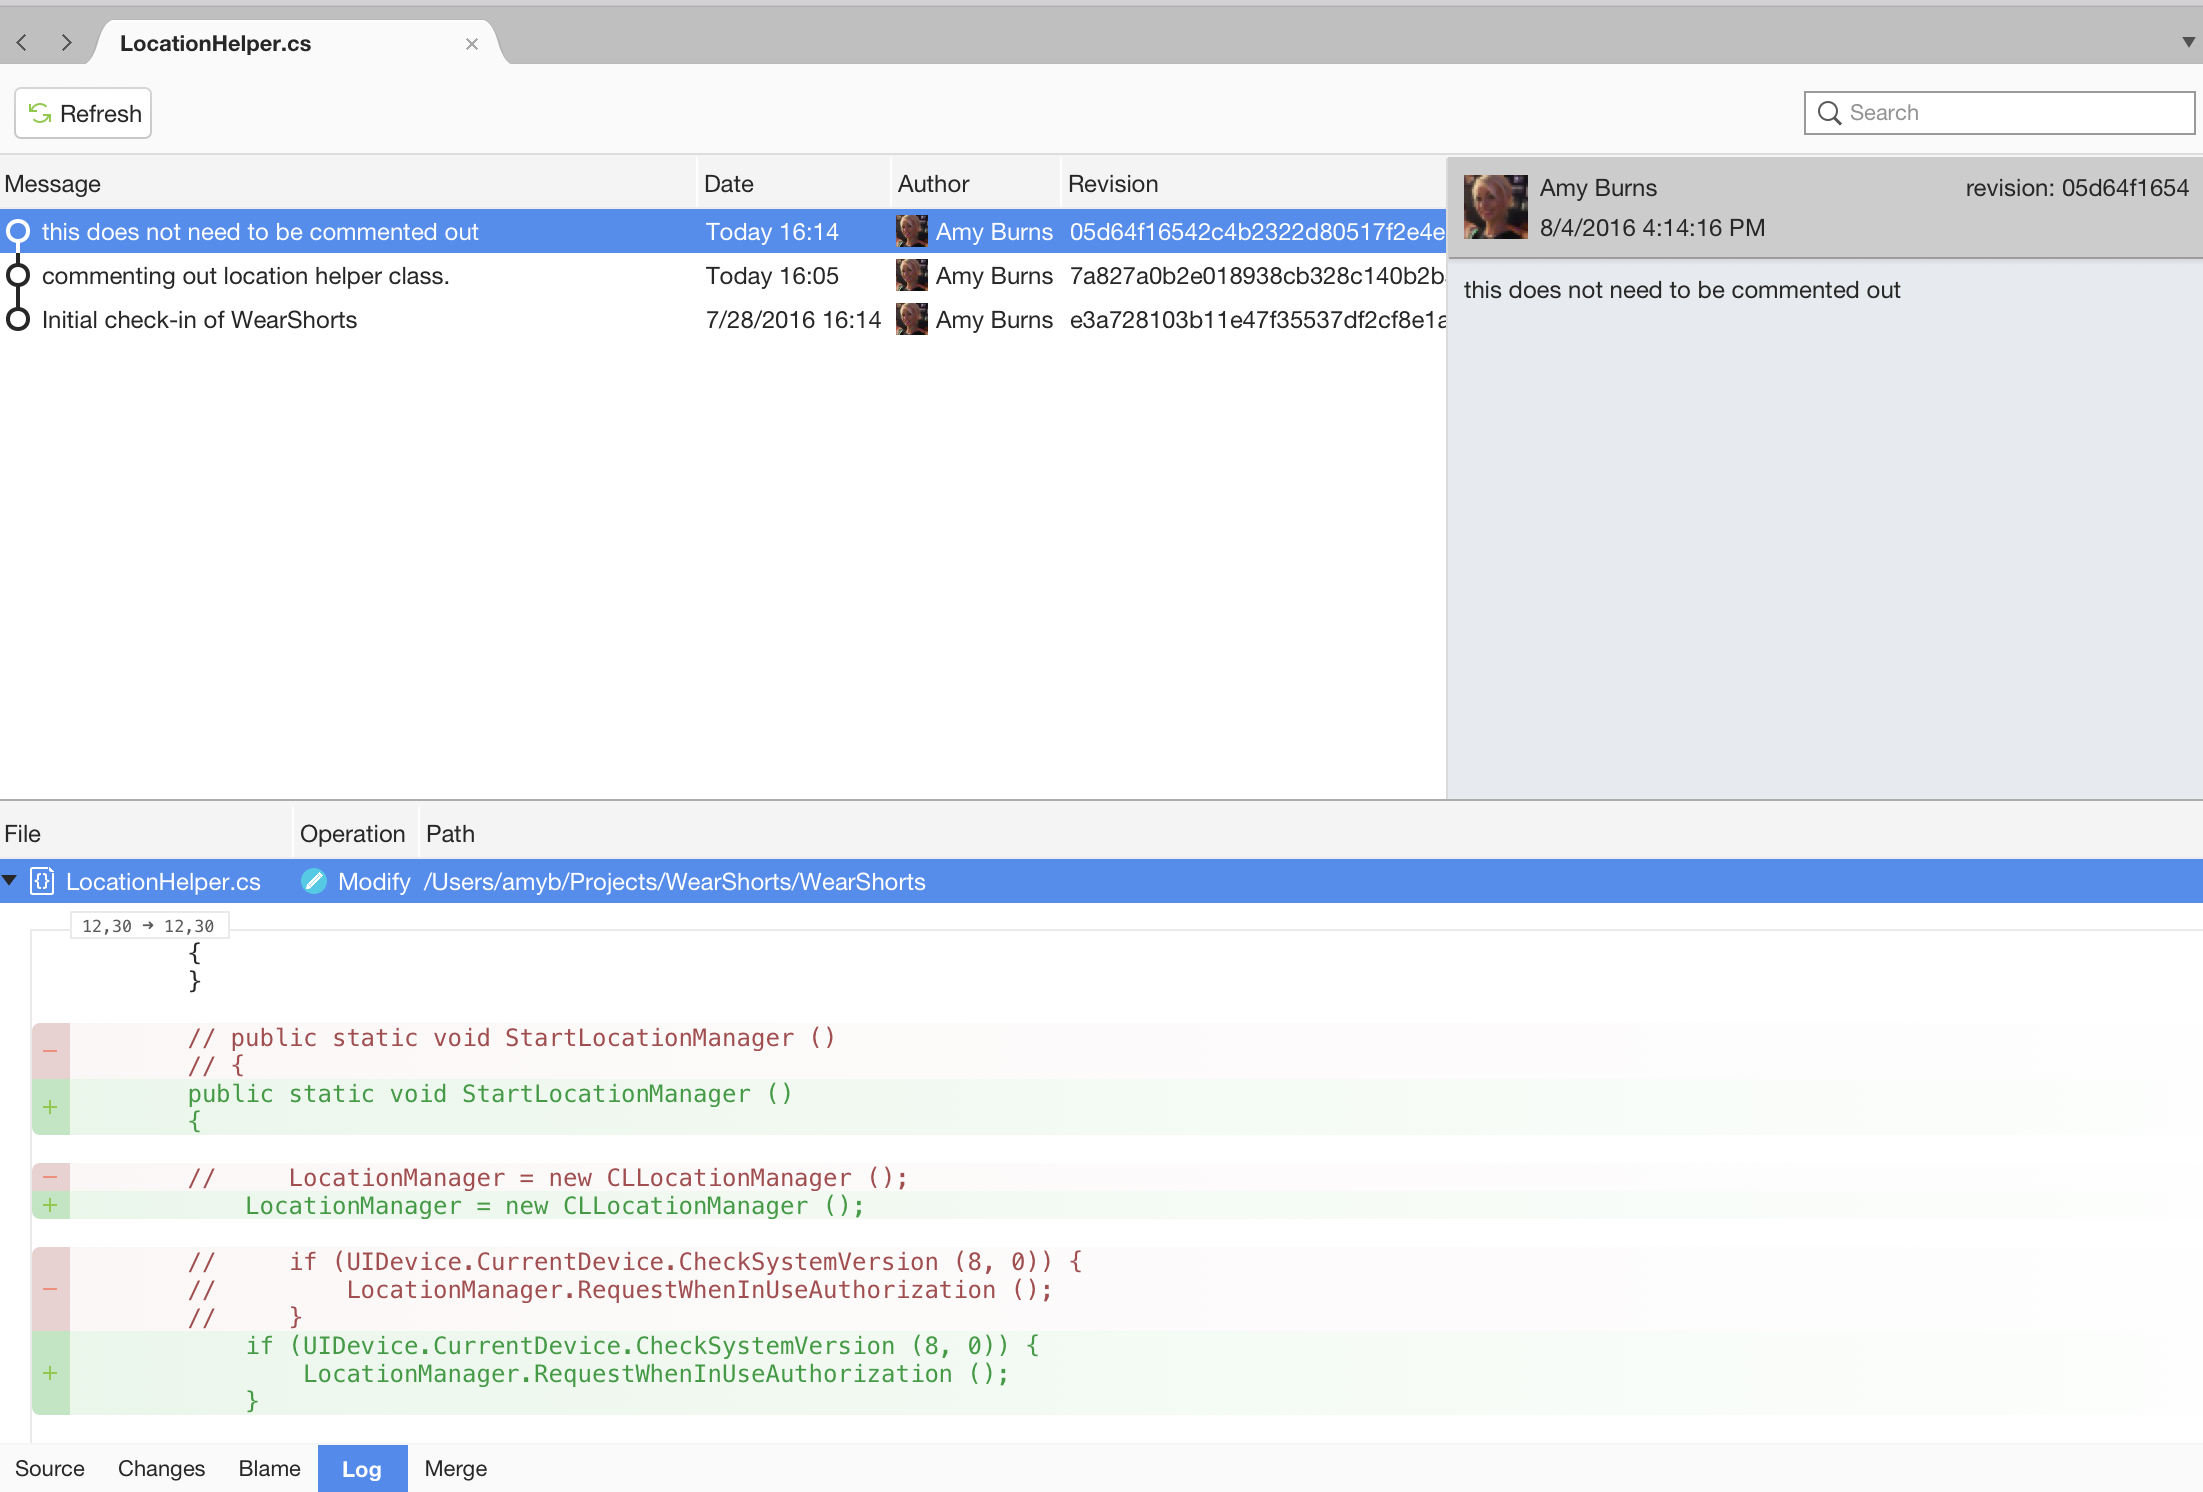 LocationHelper.cs
Refresh
Search
Message Date Author Revision
this does not need to be commented out Today 16:14 Amy Burns 05d64f16542c4b2322d80517f2e4e
commenting out location helper class. Today 16:05 Amy Burns 7a827a0b2e018938cb328c140b2b
Initial check-in of WearShorts 7/28/2016 16:14 Amy Burns e3a728103b11e47f35537df2cf8e1a
Amy Burns revision: 05d64f1654
8/4/2016 4:14:16 PM
this does not need to be commented out
File Operation Path
{} LocationHelper.cs Modify /Users/amyb/Projects/WearShorts/WearShorts
12,30 → 12,30
{
}
− // public static void StartLocationManager ()
// {
+ public static void StartLocationManager ()
{
− // LocationManager = new CLLocationManager ();
+ LocationManager = new CLLocationManager ();
− // if (UIDevice.CurrentDevice.CheckSystemVersion (8, 0)) {
// LocationManager.RequestWhenInUseAuthorization ();
// }
+ if (UIDevice.CurrentDevice.CheckSystemVersion (8, 0)) {
LocationManager.RequestWhenInUseAuthorization ();
}
Source Changes Blame Log Merge